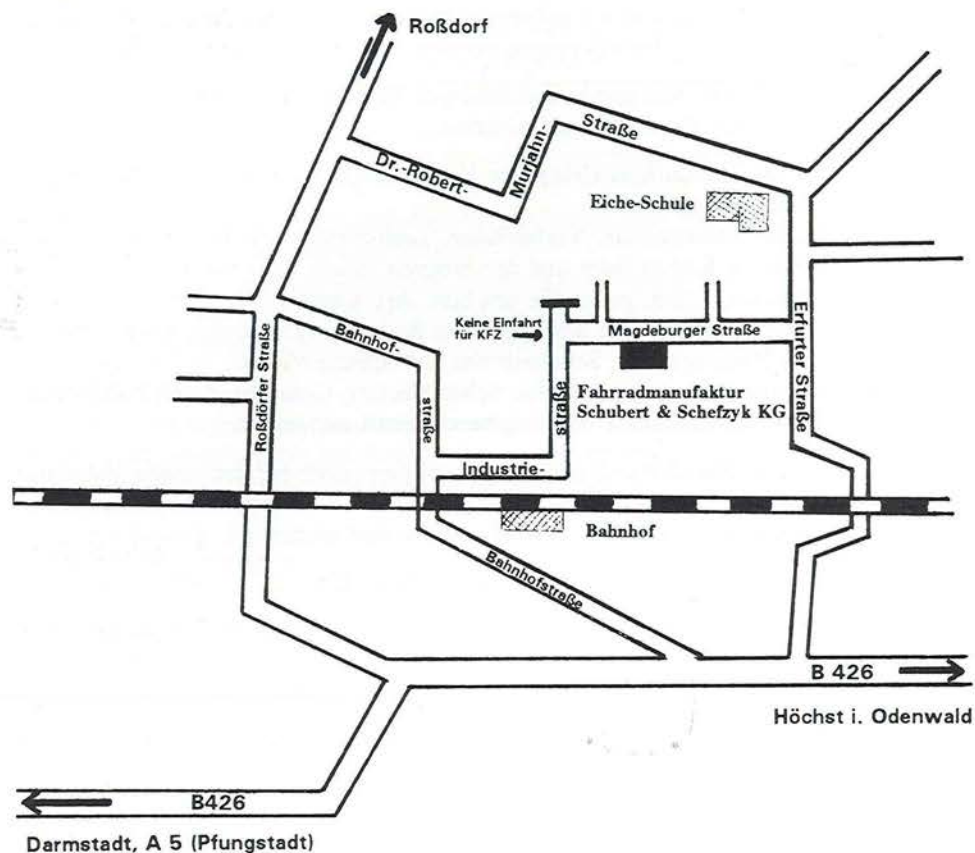 Roßdorf
Straße
Dr.-Robert-
Murjahn-
Eiche-Schule
Roßdörfer Straße
Bahnhof-
straße
Keine Einfahrt
für KFZ
Magdeburger Straße
Erfurter Straße
Fahrradmanufaktur
Schubert & Schefzyk KG
Industrie-
straße
Bahnhof
Bahnhofstraße
B 426
Höchst i. Odenwald
B426
Darmstadt, A 5 (Pfungstadt)